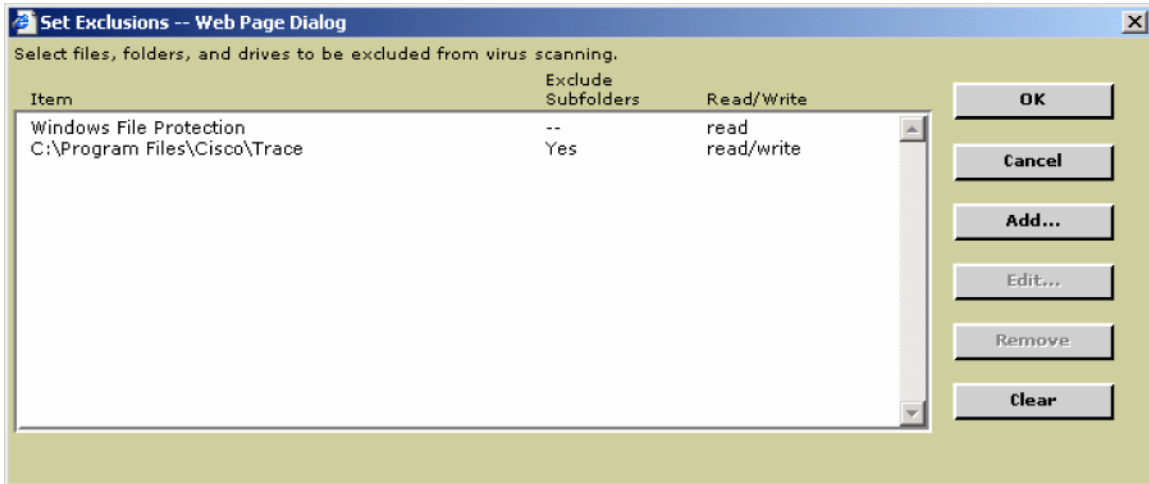 Set Exclusions -- Web Page Dialog
Select files, folders, and drives to be excluded from virus scanning.
Item Exclude Subfolders Read/Write
Windows File Protection -- read
C:\Program Files\Cisco\Trace Yes read/write
OK
Cancel
Add...
Edit...
Remove
Clear